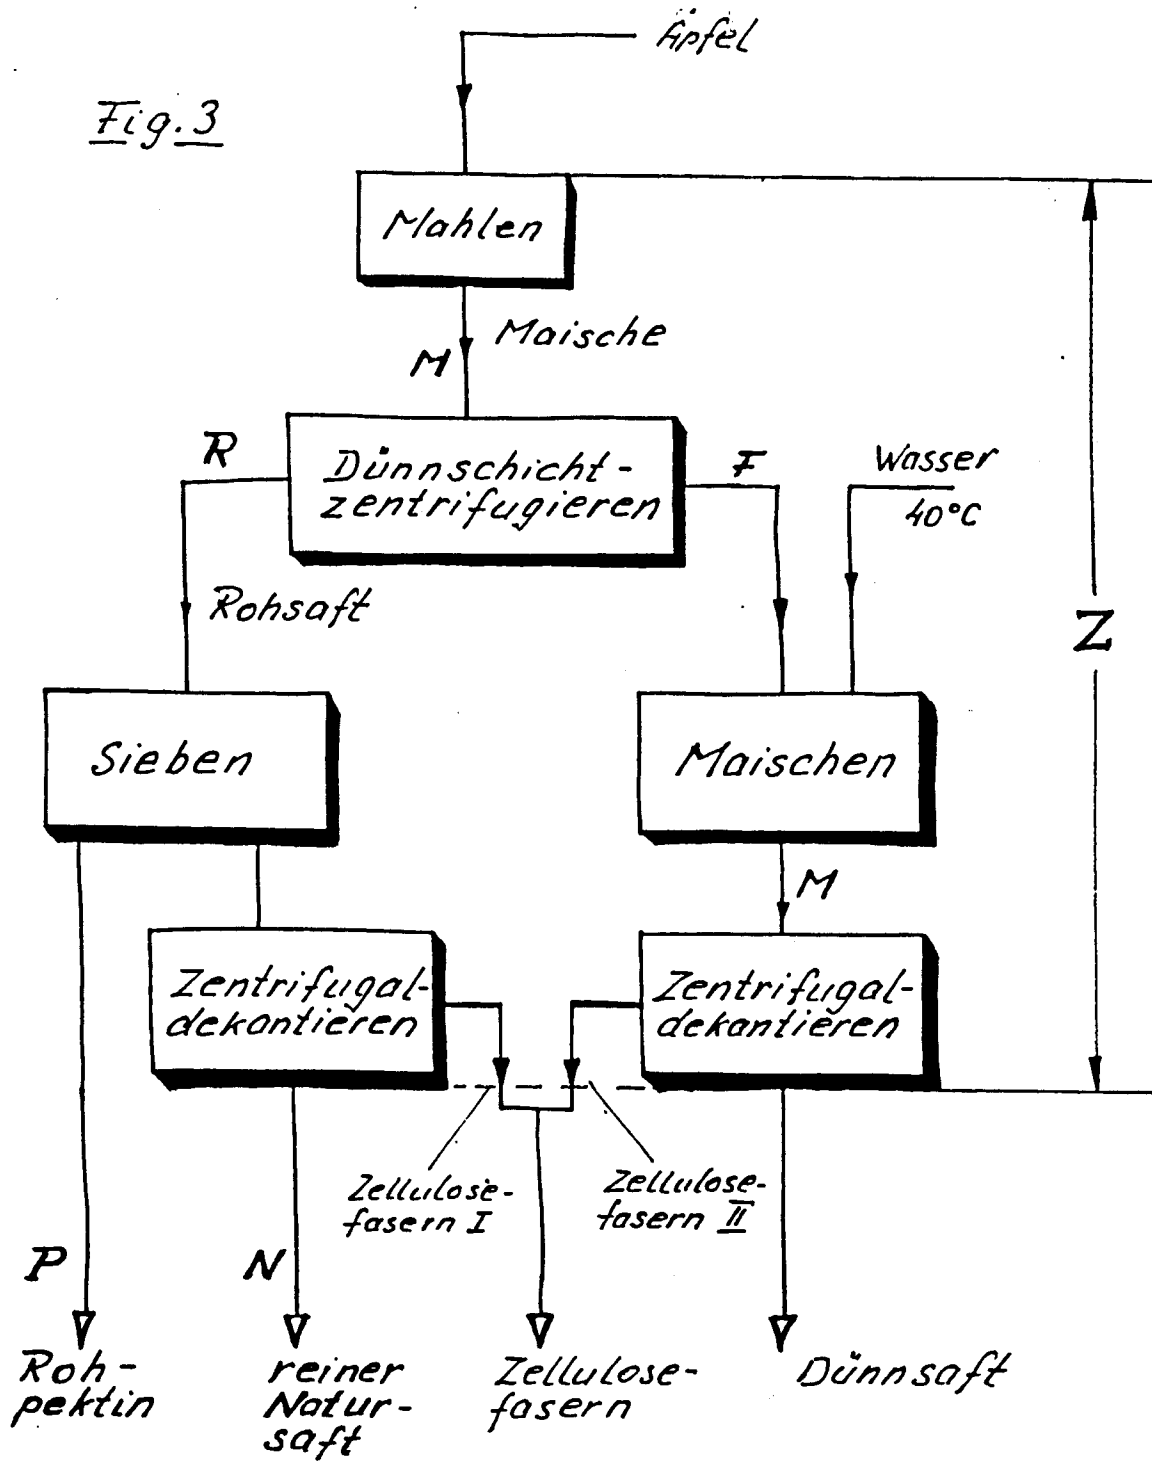 Äpfel
Fig. 3
Mahlen
Maische
M
R
Dünnschicht-
zentrifugieren
F
Wasser
40°C
Rohsaft
Z
Sieben
Maischen
M
Zentrifugal-
dekantieren
Zentrifugal-
dekantieren
Zellulose-
fasern I
Zellulose-
fasern II
P
N
Roh-
pektin
reiner
Natur-
saft
Zellulose-
fasern
Dünnsaft